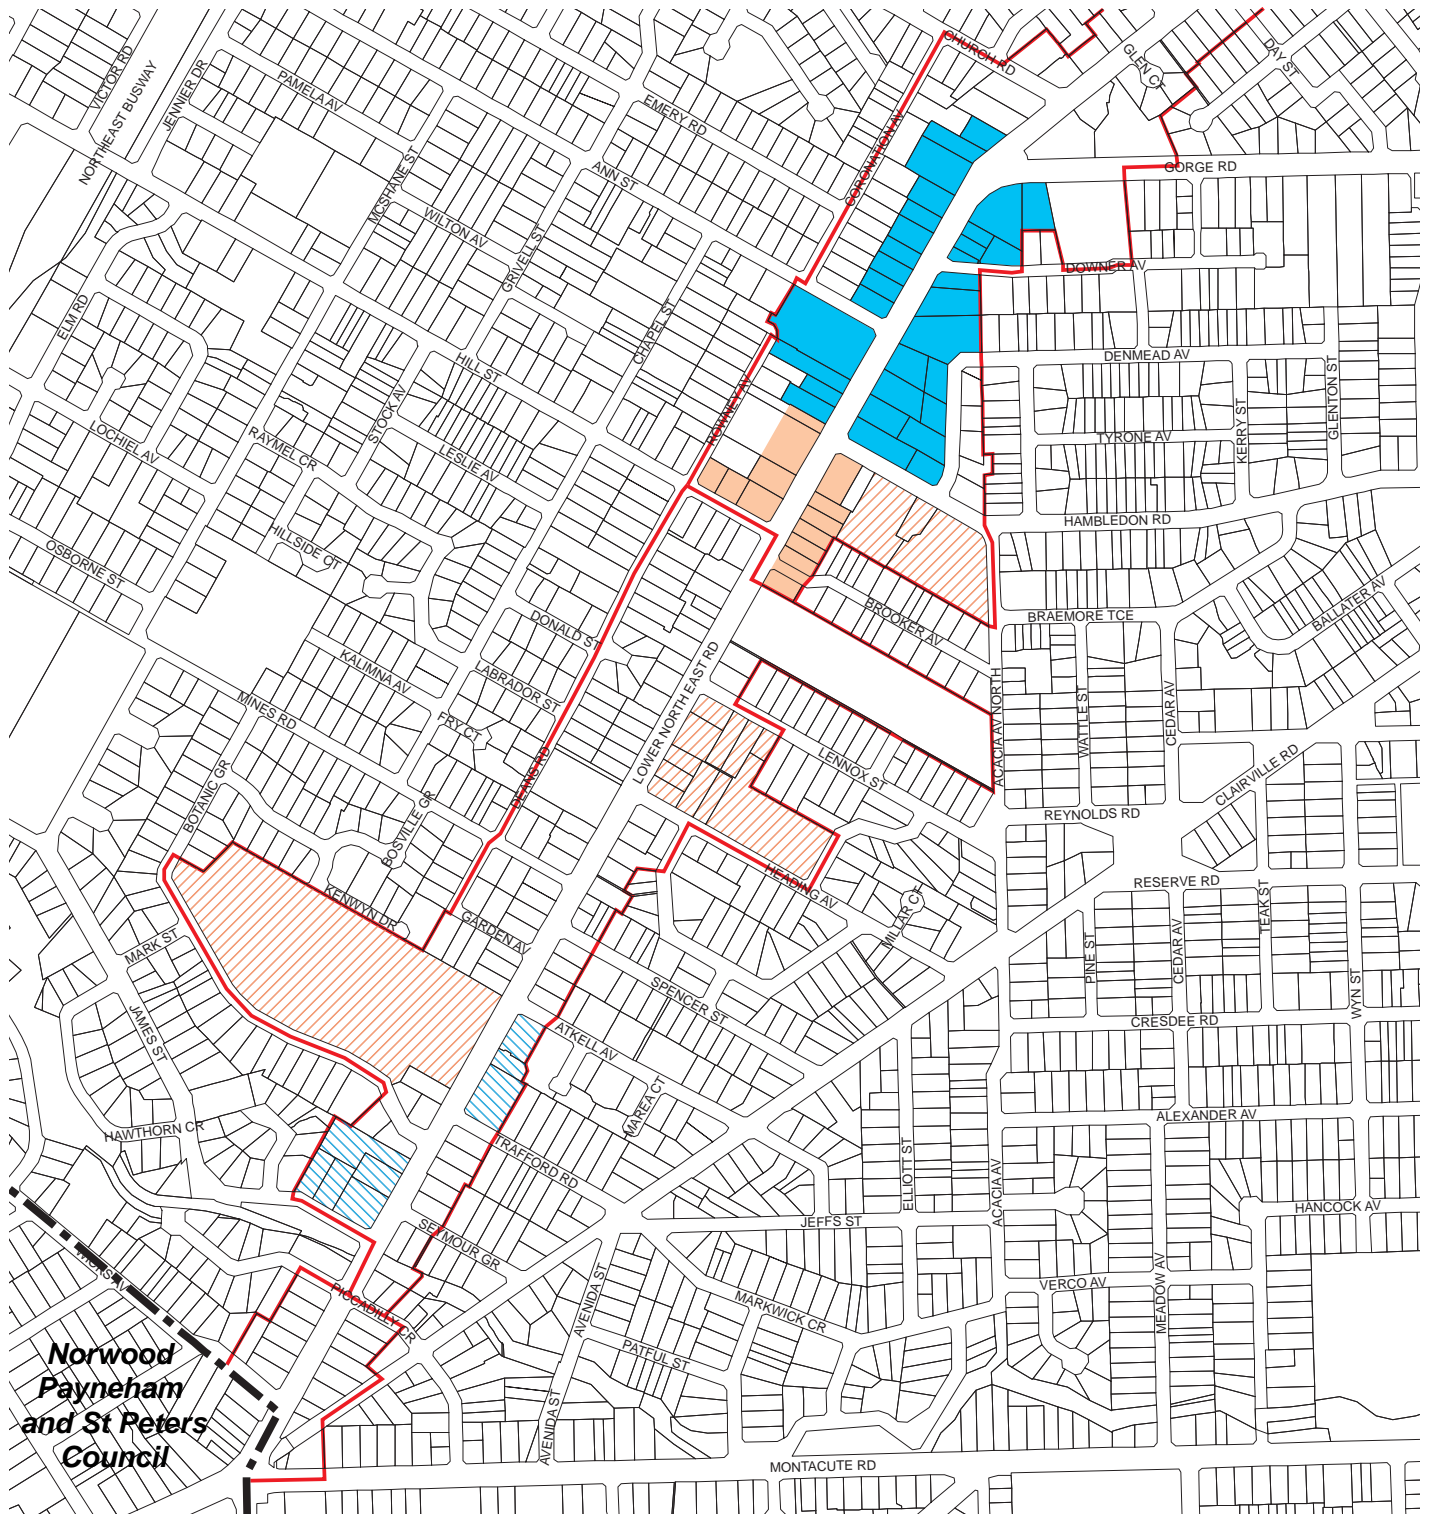 CHURCH RD
GLEN CT
DAY ST
VICTOR RD
NORTHEAST BUSWAY
JENNIER DR
PAMELA AV
EMERY RD
CORONATION AV
GORGE RD
MCSHANE ST
ANN ST
WILTON AV
GRIVELL ST
DOWNER AV
ELM RD
CHAPEL ST
HILL ST
DENMEAD AV
GLENTON ST
KERRY ST
STOCK AV
ROWNEY AV
LOCHIEL AV
RAYMEL CR
LESLIE AV
TYRONE AV
HAMBLEDON RD
HILLSIDE CT
OSBORNE ST
BROOKER AV
BRAEMORE TCE
BALLATER AV
DONALD ST
KALIMNA AV
LABRADOR ST
LOWER NORTH EAST RD
ACACIA AV NORTH
WATTLE ST
CEDAR AV
MINES RD
FRY CT
DEANS RD
LENNOX ST
CLAIRVILLE RD
BOTANIC GR
BOSVILLE GR
REYNOLDS RD
KENWYN DR
HEADING AV
RESERVE RD
GARDEN AV
MILLAR CT
TEAK ST
MARK ST
PINE ST
CEDAR AV
WYN ST
JAMES ST
SPENCER ST
CRESDEE RD
ATKELL AV
MAREA CT
ALEXANDER AV
HAWTHORN CR
TRAFFORD RD
ELLIOTT ST
ACACIA AV
HANCOCK AV
JEFFS ST
SEYMOUR GR
WICKS AV
PICCADILLY CR
AVENIDA ST
VERCO AV
MEADOW AV
MARKWICK CR
PATFUL ST
Norwood
Payneham
and St Peters
Council
AVENIDA ST
MONTACUTE RD